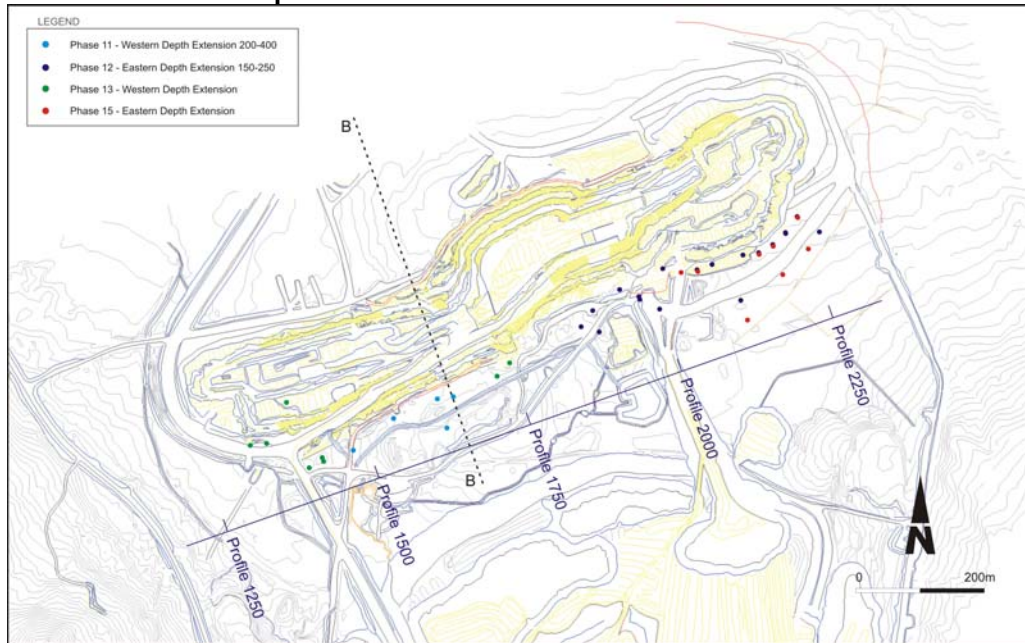 LEGEND
Phase 11 - Western Depth Extension 200-400
Phase 12 - Eastern Depth Extension 150-250
Phase 13 - Western Depth Extension
Phase 15 - Eastern Depth Extension
B
B
Profile 1250
Profile 1500
Profile 1750
Profile 2000
Profile 2250
N
0 200m